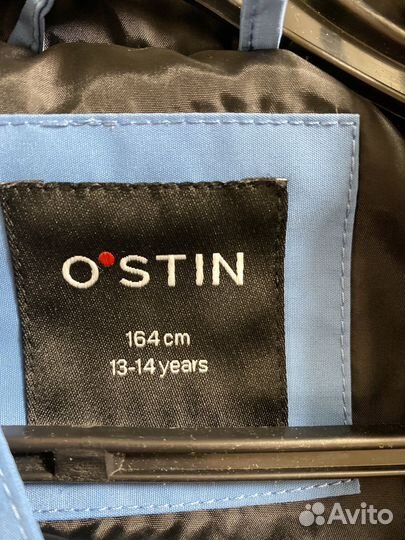 O'STIN
164 cm
13-14 years
Avito